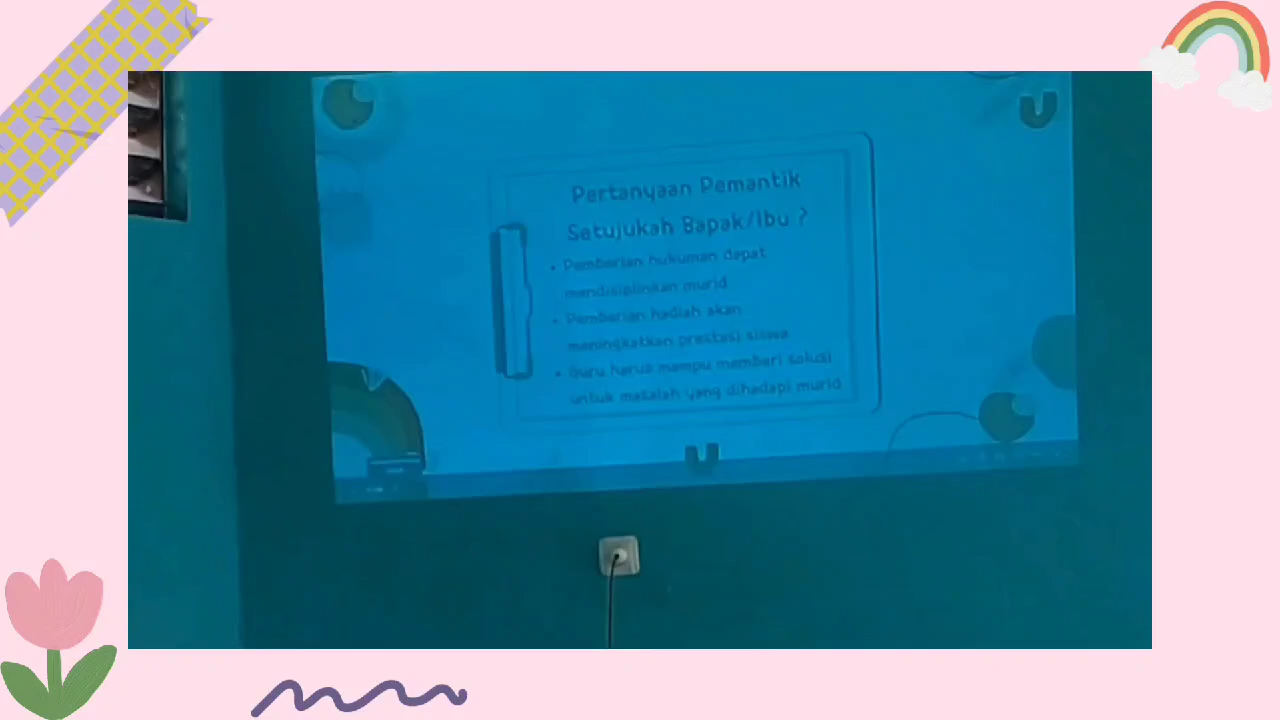 Pertanyaan Pemantik
Setujukah Bapak/Ibu ?
• Pemberian hukuman dapat
mendisiplinkan murid
• Pemberian hadiah akan
meningkatkan prestasi siswa
• Guru harus mampu memberi solusi
untuk masalah yang dihadapi murid